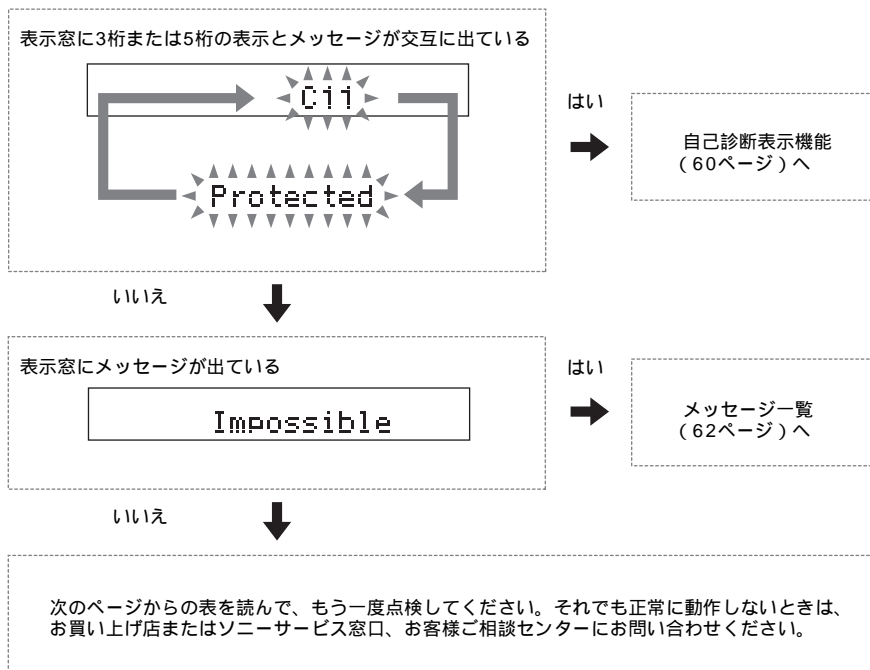 表示窓に3桁または5桁の表示とメッセージが交互に出ている
C11
Protected
はい
自己診断表示機能
(60ページ)へ
いいえ
表示窓にメッセージが出ている
Impossible
はい
メッセージ一覧
(62ページ)へ
いいえ
次のページからの表を読んで、もう一度点検してください。それでも正常に動作しないときは、
お買い上げ店またはソニーサービス窓口、お客様ご相談センターにお問い合わせください。